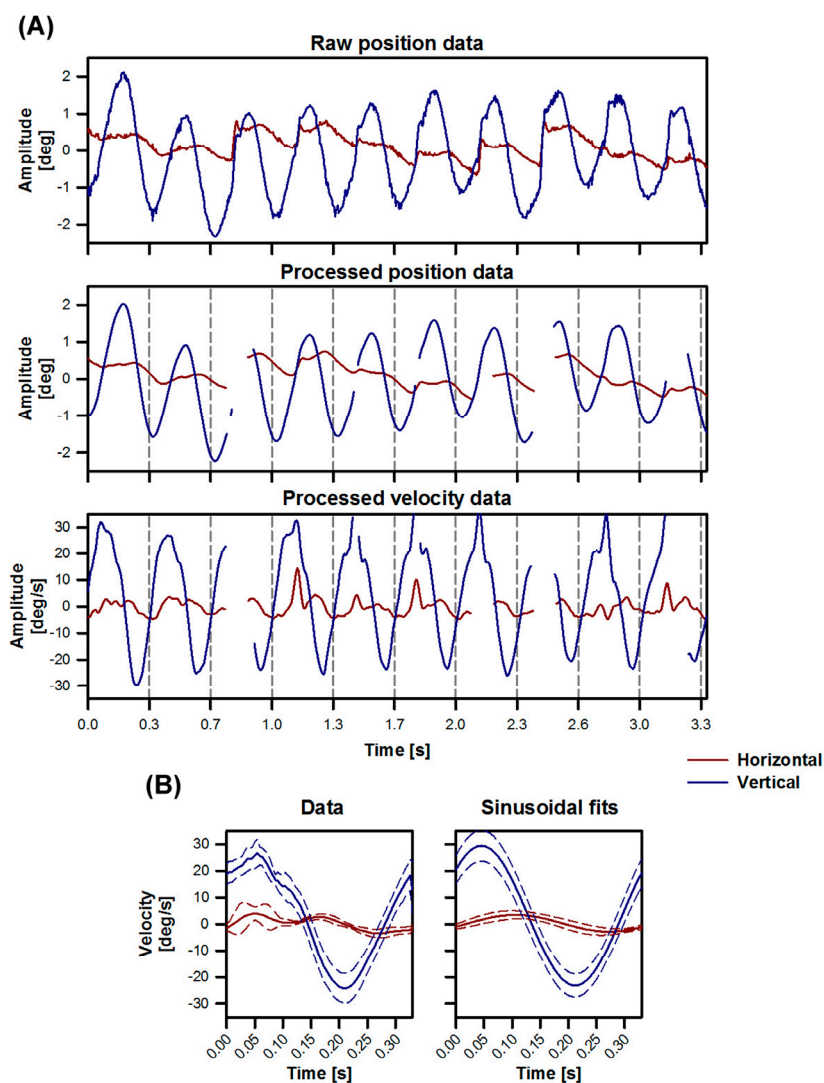 (A)
Raw position data
Amplitude
[deg]
2
1
0
-1
-2
Processed position data
Amplitude
[deg]
2
1
0
-1
-2
Processed velocity data
Amplitude
[deg/s]
30
20
10
0
-10
-20
-30
0.0 0.3 0.7 1.0 1.3 1.7 2.0 2.3 2.6 3.0 3.3
Time [s]
Horizontal
Vertical
(B)
Data
Sinusoidal fits
Velocity
[deg/s]
30
20
10
0
-10
-20
-30
0.00 0.05 0.10 0.15 0.20 0.25 0.30
0.00 0.05 0.10 0.15 0.20 0.25 0.30
Time [s]
Time [s]